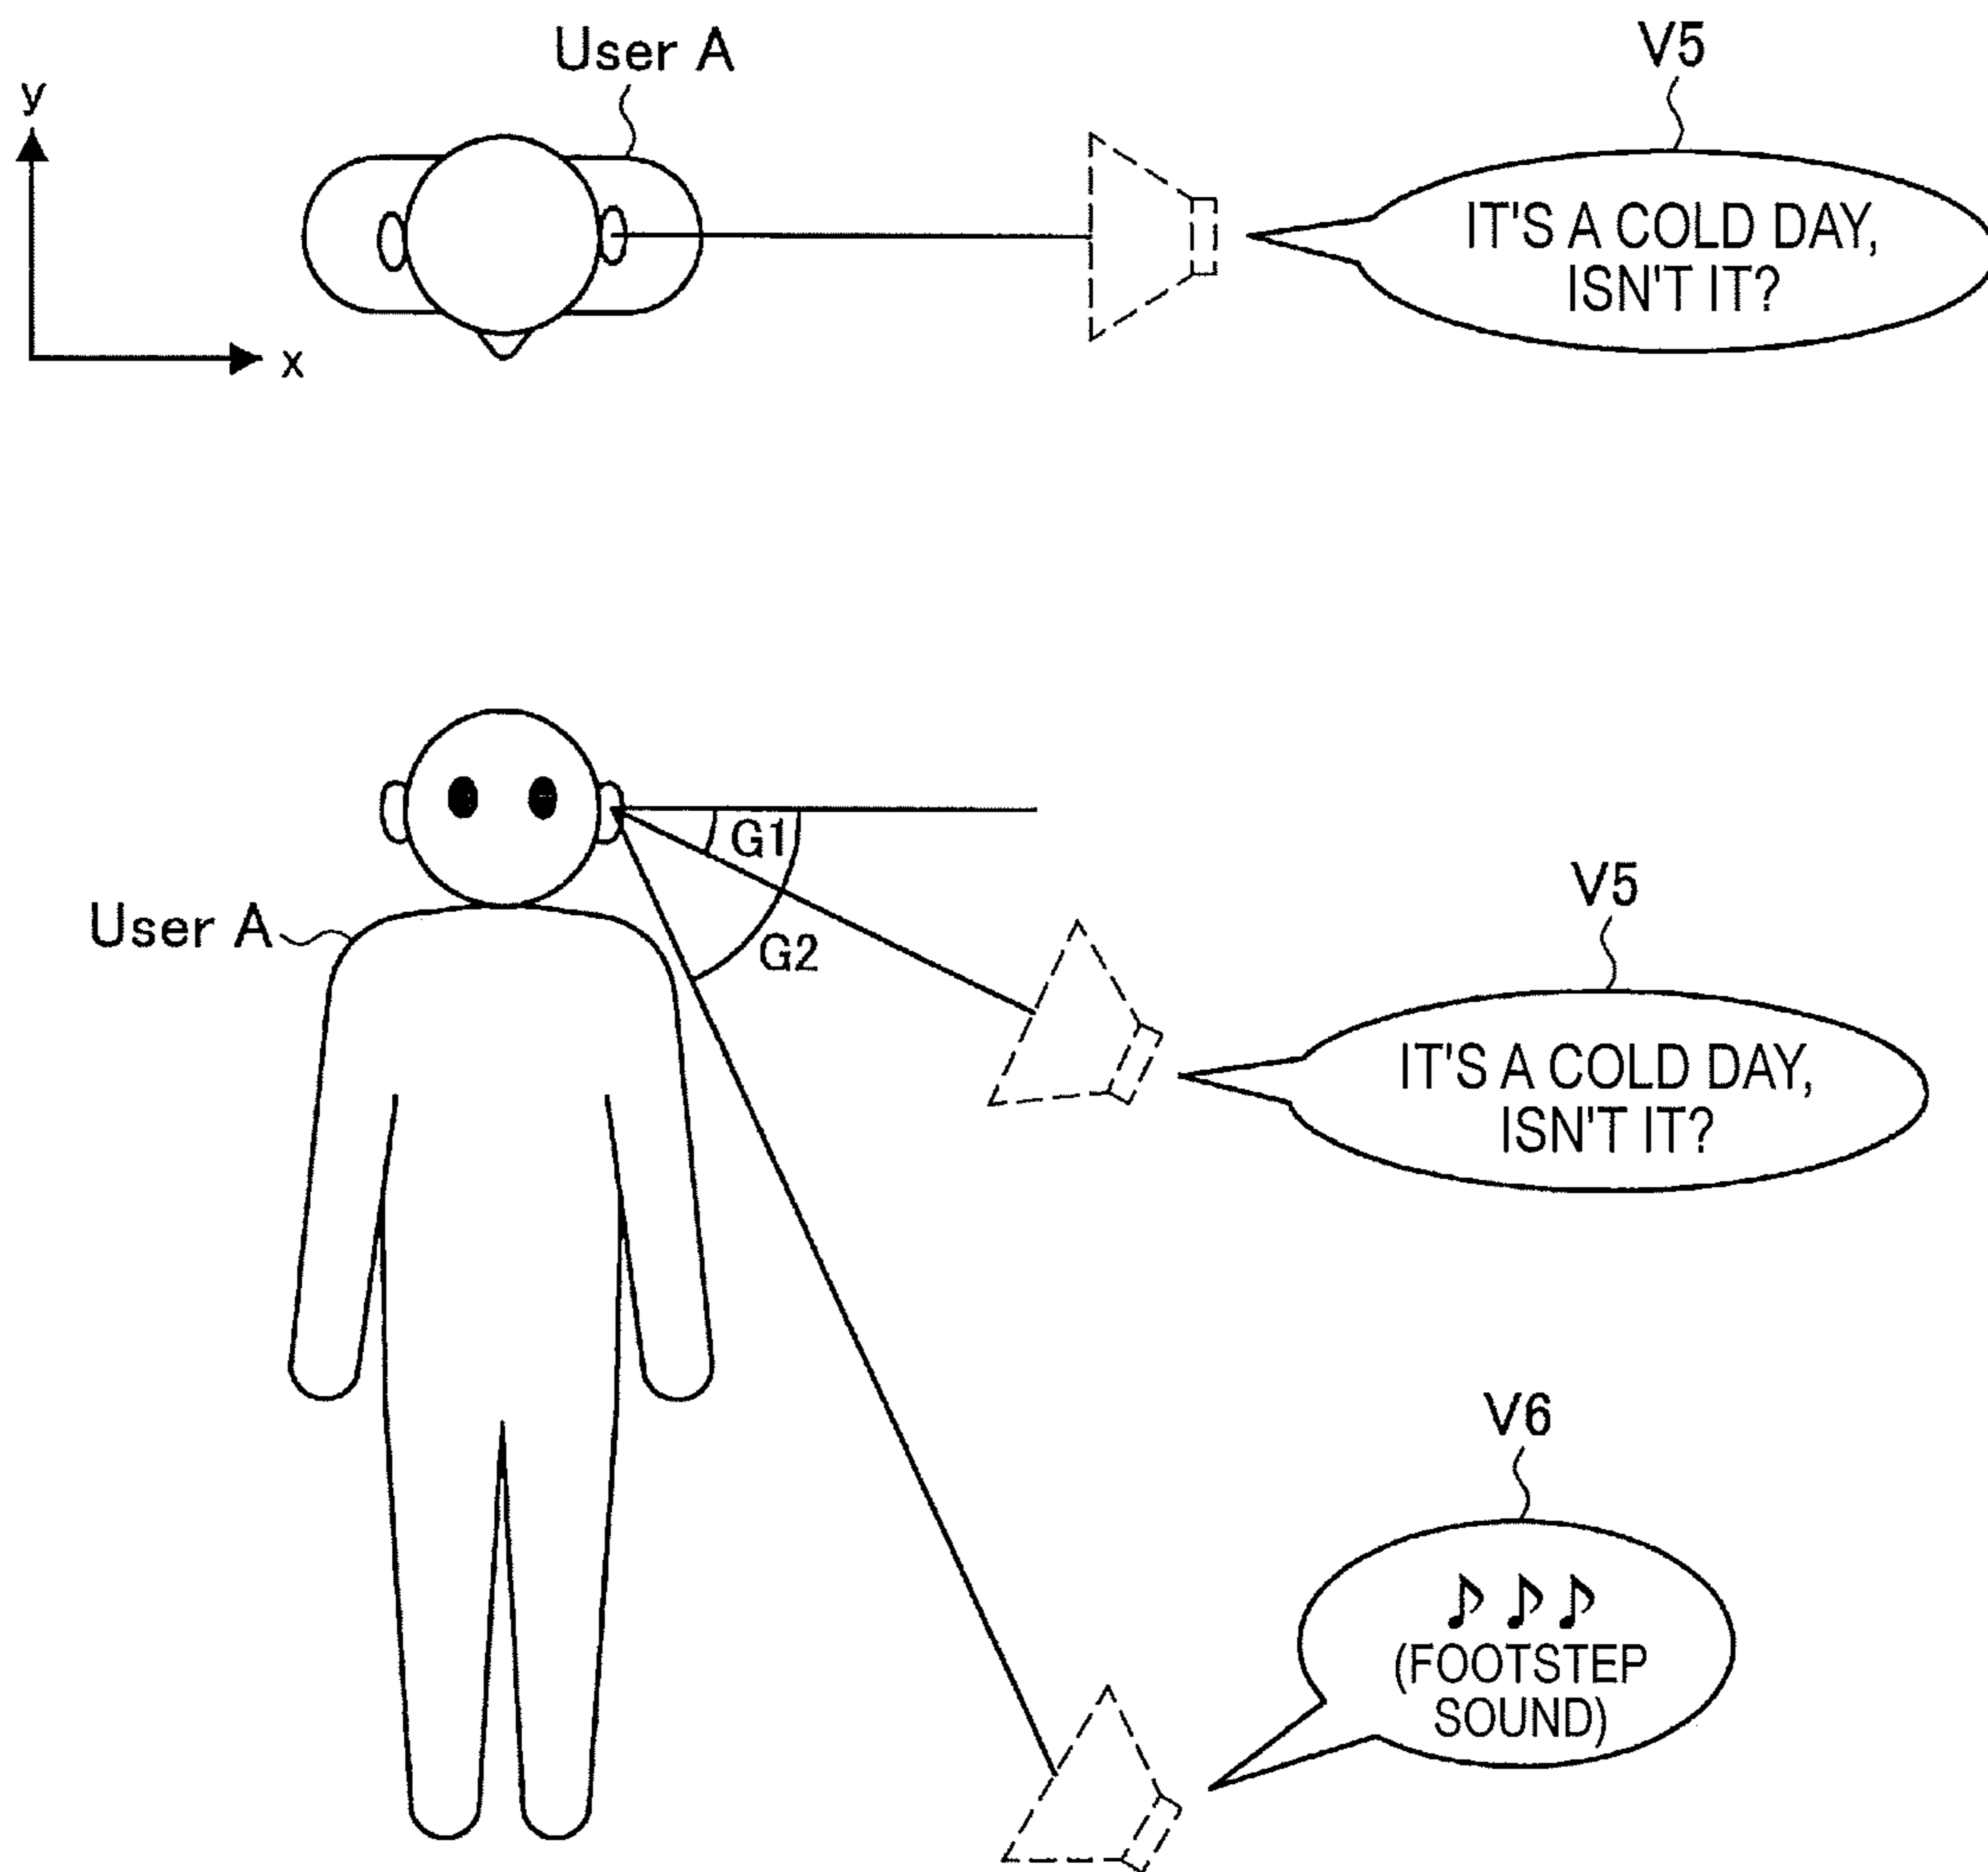 User A
V5
y
IT'S A COLD DAY,
ISN'T IT?
x
G1
V5
User A
G2
IT'S A COLD DAY,
ISN'T IT?
V6
♪ ♪ ♪
(FOOTSTEP
SOUND)